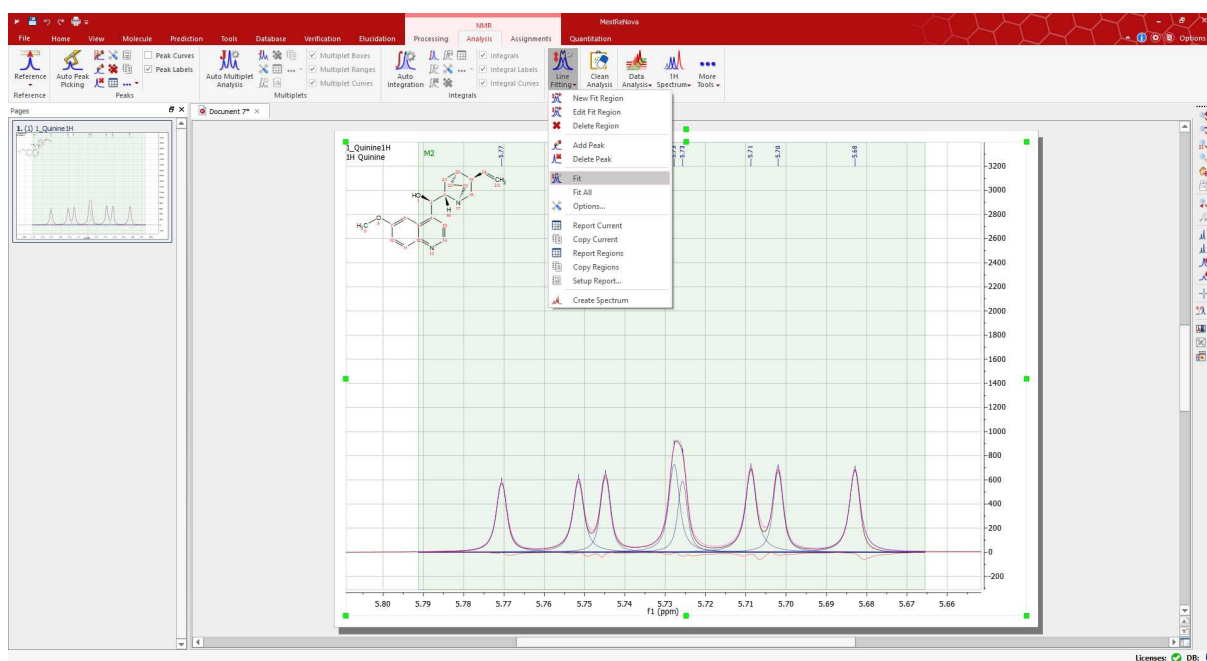 NMR
MestReNova
File Home View Molecule Prediction Tools Database Verification Elucidation Processing Analysis Assignments Quantitation
Options
Reference
Auto Peak Picking
Peak Curves
Peak Labels
Auto Multiplet Analysis
Multiplet Boxes
Multiplet Ranges
Multiplet Curves
Auto Integration
Integrals
Integral Labels
Integral Curves
Line Fitting
Clean Analysis
Data Analysis
1H Spectrum
More Tools
Reference
Peaks
Multiplets
Integrals
Pages
Document 7*
1. (1) 1_Quinine1H
New Fit Region
Edit Fit Region
Delete Region
Add Peak
Delete Peak
Fit
Fit All
Options...
Report Current
Copy Current
Report Regions
Copy Regions
Setup Report...
Create Spectrum
1_Quinine1H
1H Quinine
M2
5.77
5.73
5.71
5.70
5.68
HO
H
N
CH2
H3C
O
N
3200
3000
2800
2600
2400
2200
2000
1800
1600
1400
1200
1000
800
600
400
200
0
-200
5.80 5.79 5.78 5.77 5.76 5.75 5.74 5.73 5.72 5.71 5.70 5.69 5.68 5.67 5.66
f1 (ppm)
Licenses: DB: